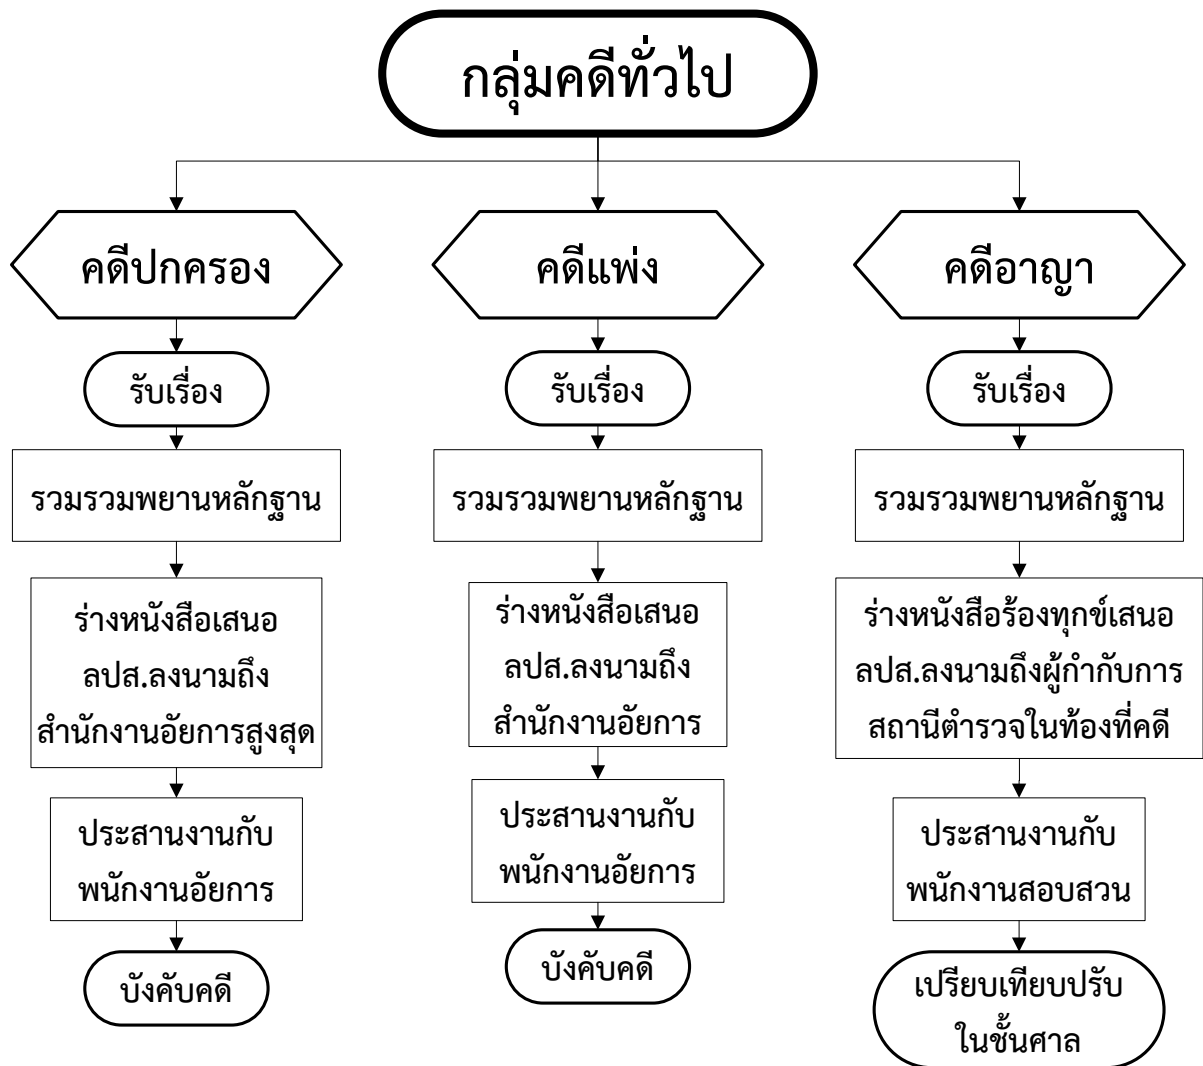 กลุ่มคดีทั่วไป
คดีปกครอง
รับเรื่อง
รวมรวมพยานหลักฐาน
ร่างหนังสือเสนอ
ลปส.ลงนามถึง
สำนักงานอัยการสูงสุด
ประสานงานกับ
พนักงานอัยการ
บังคับคดี
คดีแพ่ง
รับเรื่อง
รวมรวมพยานหลักฐาน
ร่างหนังสือเสนอ
ลปส.ลงนามถึง
สำนักงานอัยการ
ประสานงานกับ
พนักงานอัยการ
บังคับคดี
คดีอาญา
รับเรื่อง
รวมรวมพยานหลักฐาน
ร่างหนังสือร้องทุกข์เสนอ
ลปส.ลงนามถึงผู้กำกับการ
สถานีตำรวจในท้องที่คดี
ประสานงานกับ
พนักงานสอบสวน
เปรียบเทียบปรับ
ในชั้นศาล